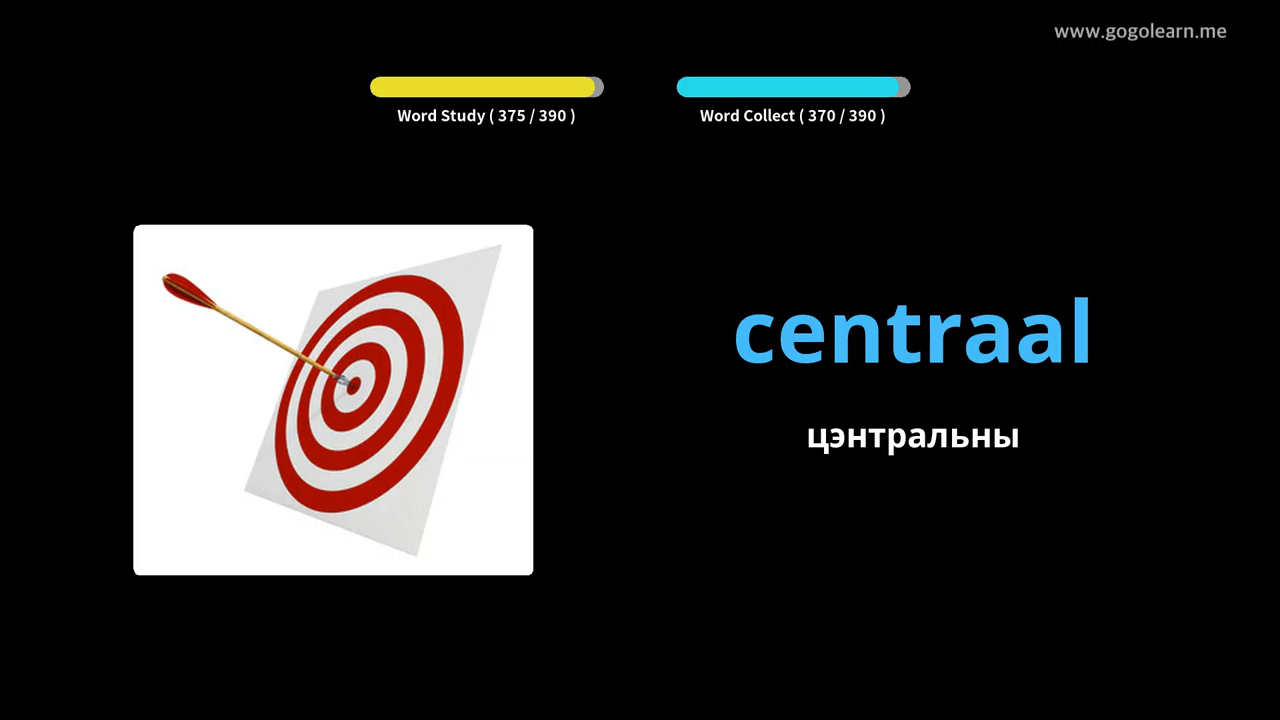 www.gogolearn.me
Word Study ( 375 / 390 )
Word Collect ( 370 / 390 )
centraal
цэнтральны